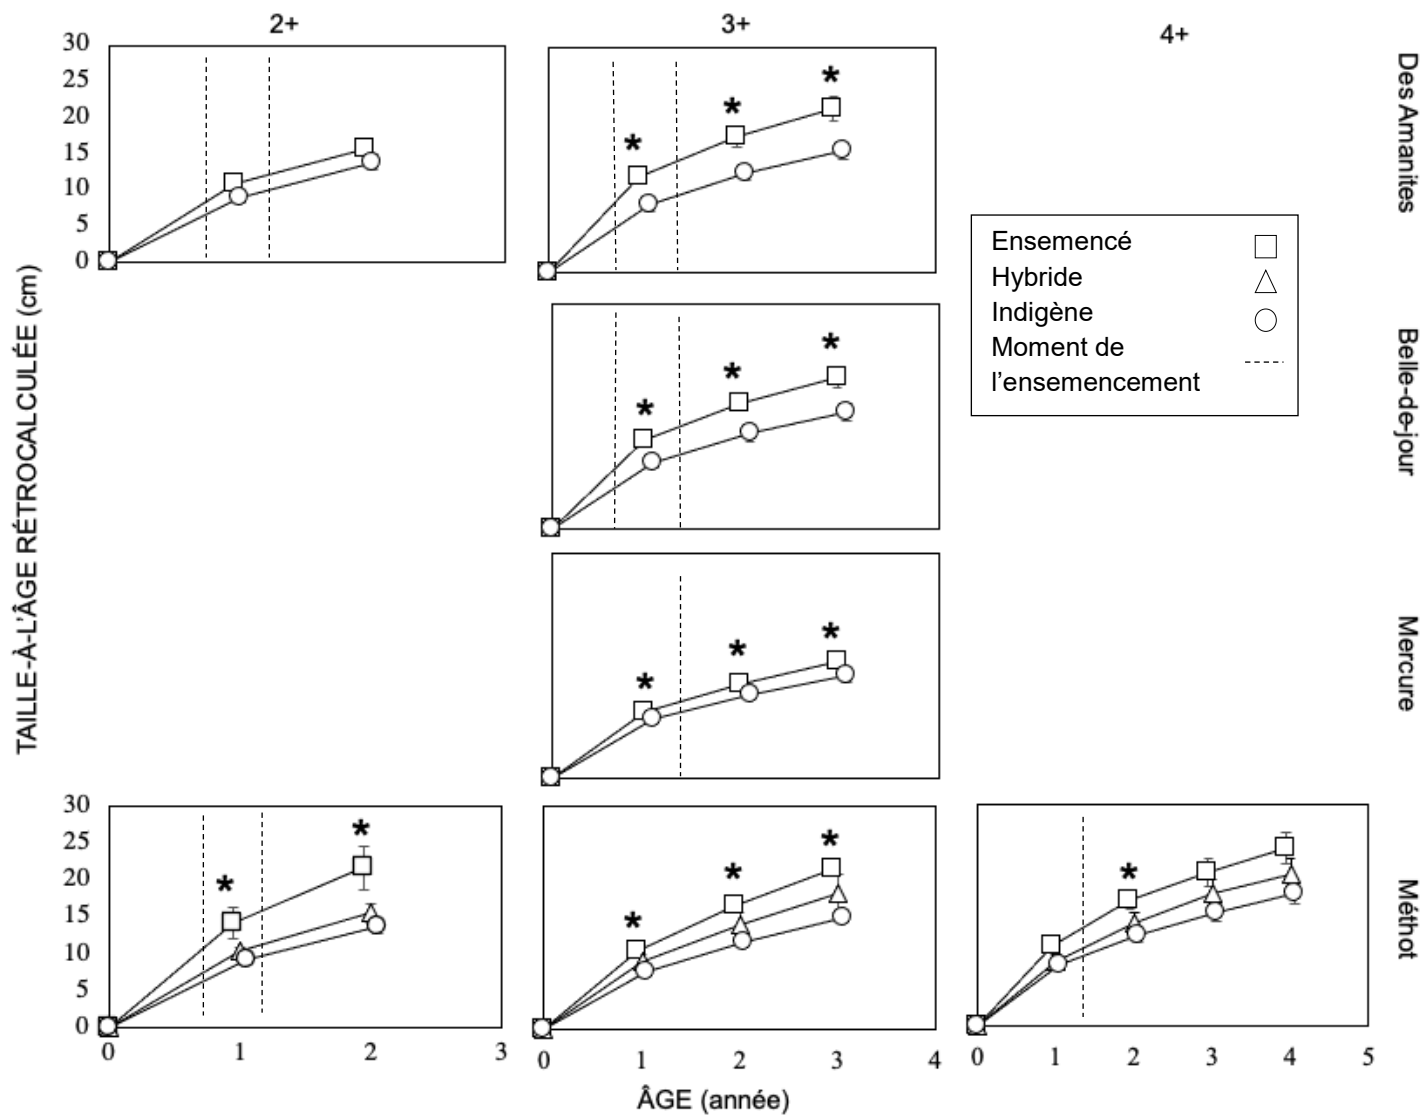 2+
3+
4+
30
25
20
15
10
5
0
*
*
*
Des Amanites
TAILLE-À-L'ÂGE RÉTROCALCULÉE (cm)
Ensemencé
Hybride
Indigène
Moment de
l'ensemencement
*
*
*
Belle-de-jour
*
*
*
Mercure
30
25
20
15
10
5
0
*
*
*
*
*
*
Méthot
0 1 2 3
0 1 2 3 4
0 1 2 3 4 5
ÂGE (année)